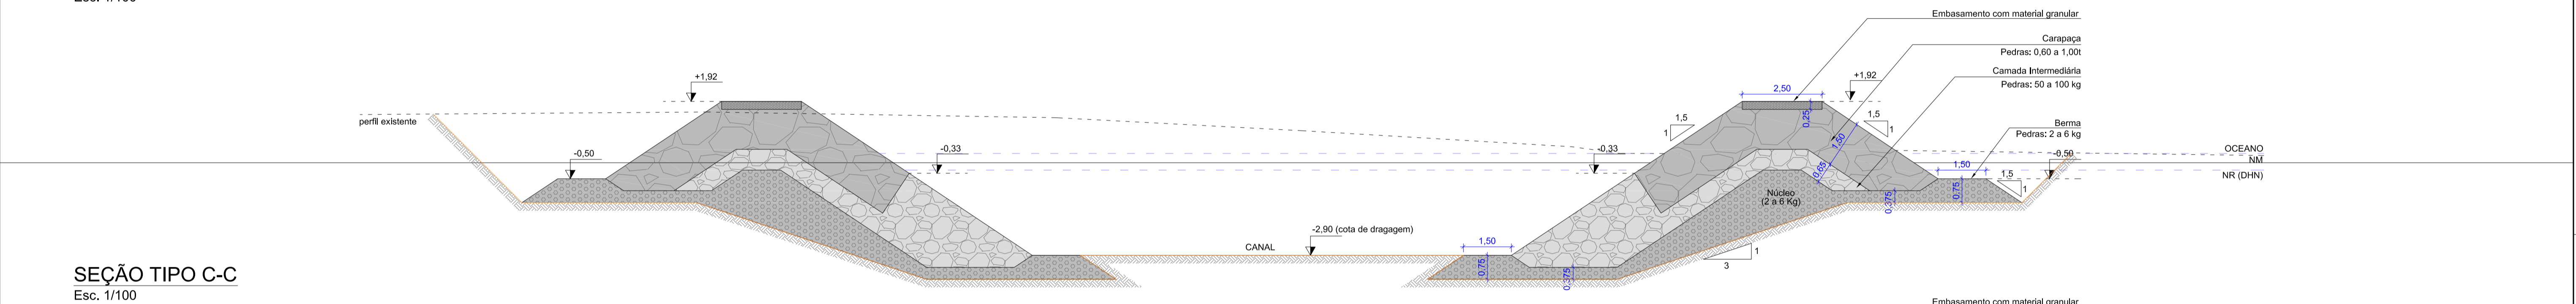 Embasamento com material granular
Carapaça
Pedras: 0,60 a 1,00t
Camada Intermediária
Pedras: 50 a 100 kg
+1,92
2,50
+1,92
0,25
perfil existente
1,5
1
1,5
1
1,50
Berma
Pedras: 2 a 6 kg
-0,50
-0,33
-0,33
OCEANO
-0,50
NM
0,65
1,50
NR (DHN)
1,5
1
Núcleo
(2 a 6 Kg)
0,375
0,75
-2,90 (cota de dragagem)
CANAL
1,50
1
3
0,75
0,375
SEÇÃO TIPO C-C
Esc. 1/100